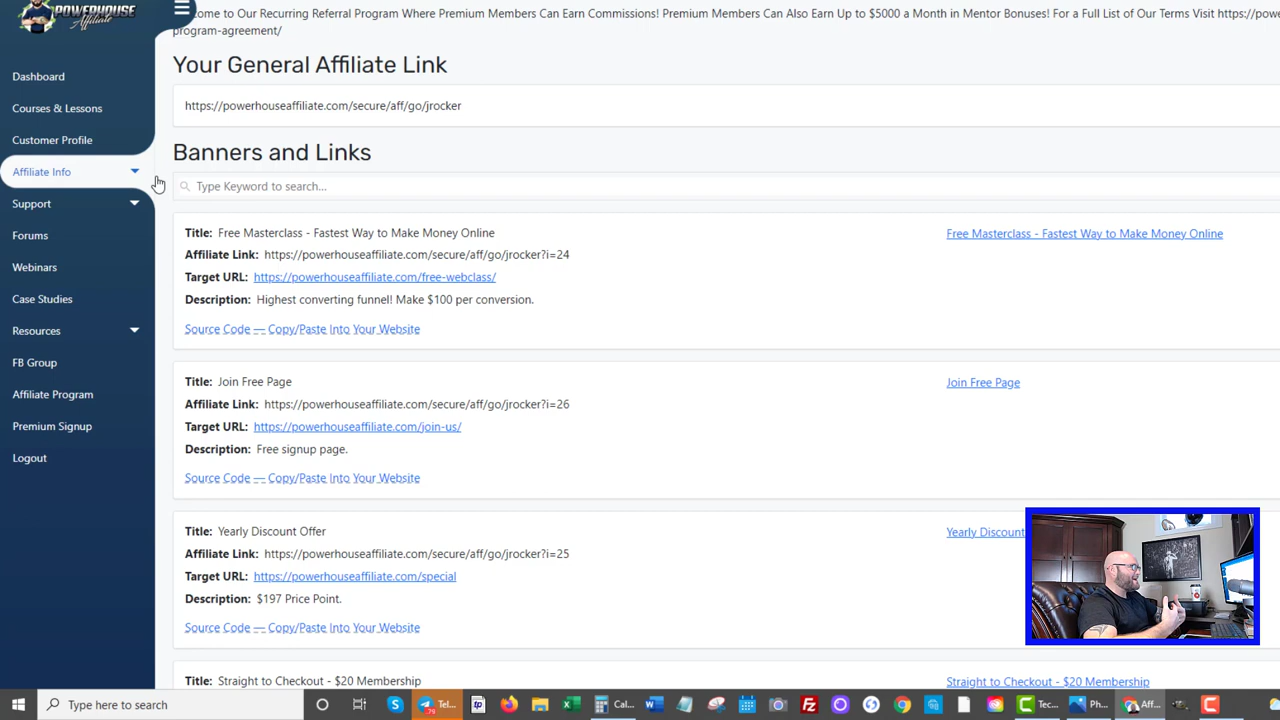 POWERHOUSE
Affiliate
come to Our Recurring Referral Program Where Premium Members Can Earn Commissions! Premium Members Can Also Earn Up to $5000 a Month in Mentor Bonuses! For a Full List of Our Terms Visit https://powe
program-agreement/
Your General Affiliate Link
https://powerhouseaffiliate.com/secure/aff/go/jrocker
Banners and Links
Type Keyword to search...
Dashboard
Courses & Lessons
Customer Profile
Affiliate Info
Support
Forums
Webinars
Case Studies
Resources
FB Group
Affiliate Program
Premium Signup
Logout
Title: Free Masterclass - Fastest Way to Make Money Online
Free Masterclass - Fastest Way to Make Money Online
Affiliate Link: https://powerhouseaffiliate.com/secure/aff/go/jrocker?i=24
Target URL: https://powerhouseaffiliate.com/free-webclass/
Description: Highest converting funnel! Make $100 per conversion.
Source Code — Copy/Paste Into Your Website
Title: Join Free Page
Join Free Page
Affiliate Link: https://powerhouseaffiliate.com/secure/aff/go/jrocker?i=26
Target URL: https://powerhouseaffiliate.com/join-us/
Description: Free signup page.
Source Code — Copy/Paste Into Your Website
Title: Yearly Discount Offer
Yearly Discount
Affiliate Link: https://powerhouseaffiliate.com/secure/aff/go/jrocker?i=25
Target URL: https://powerhouseaffiliate.com/special
Description: $197 Price Point.
Source Code — Copy/Paste Into Your Website
Title: Straight to Checkout - $20 Membership
Straight to Checkout - $20 Membership
Type here to search
Tel...
Cal...
Tec...
Ph...
Aff...